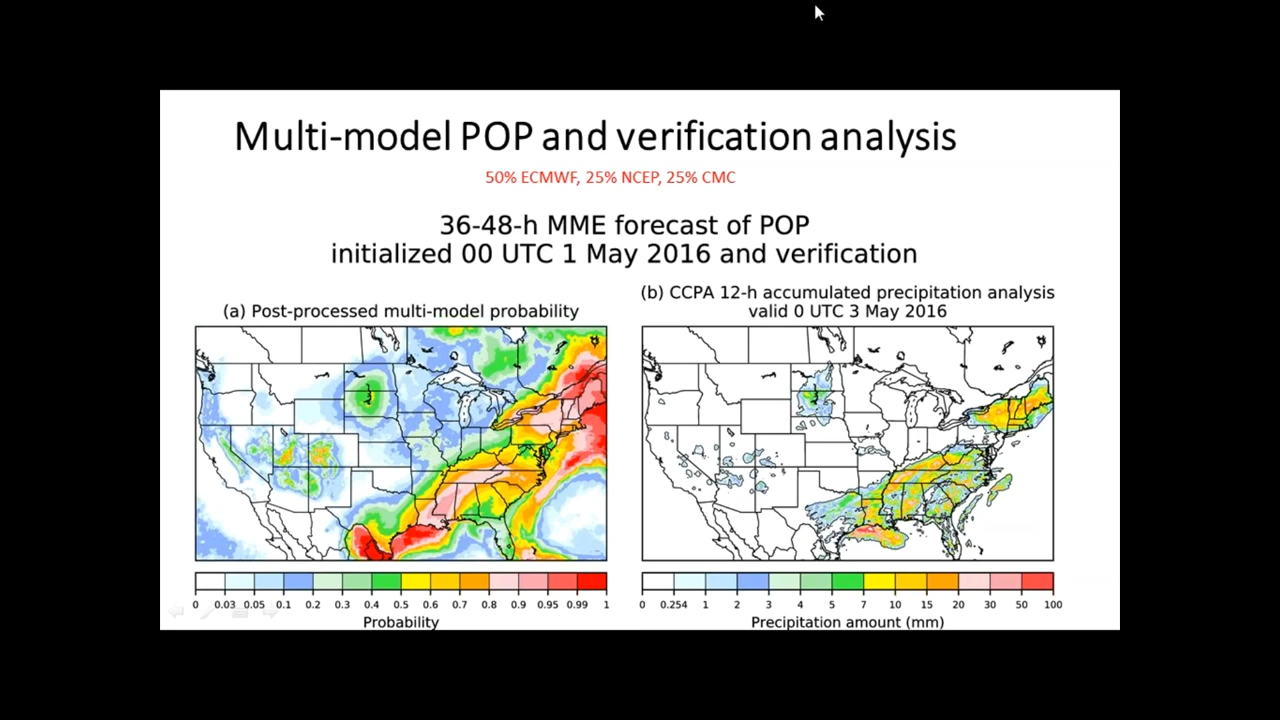 Multi-model POP and verification analysis
50% ECMWF, 25% NCEP, 25% CMC
36-48-h MME forecast of POP
initialized 00 UTC 1 May 2016 and verification
(a) Post-processed multi-model probability
(b) CCPA 12-h accumulated precipitation analysis
valid 0 UTC 3 May 2016
0 0.03 0.05 0.1 0.2 0.3 0.4 0.5 0.6 0.7 0.8 0.9 0.95 0.99 1
Probability
0 0.254 1 2 3 4 5 7 10 15 20 30 50 100
Precipitation amount (mm)